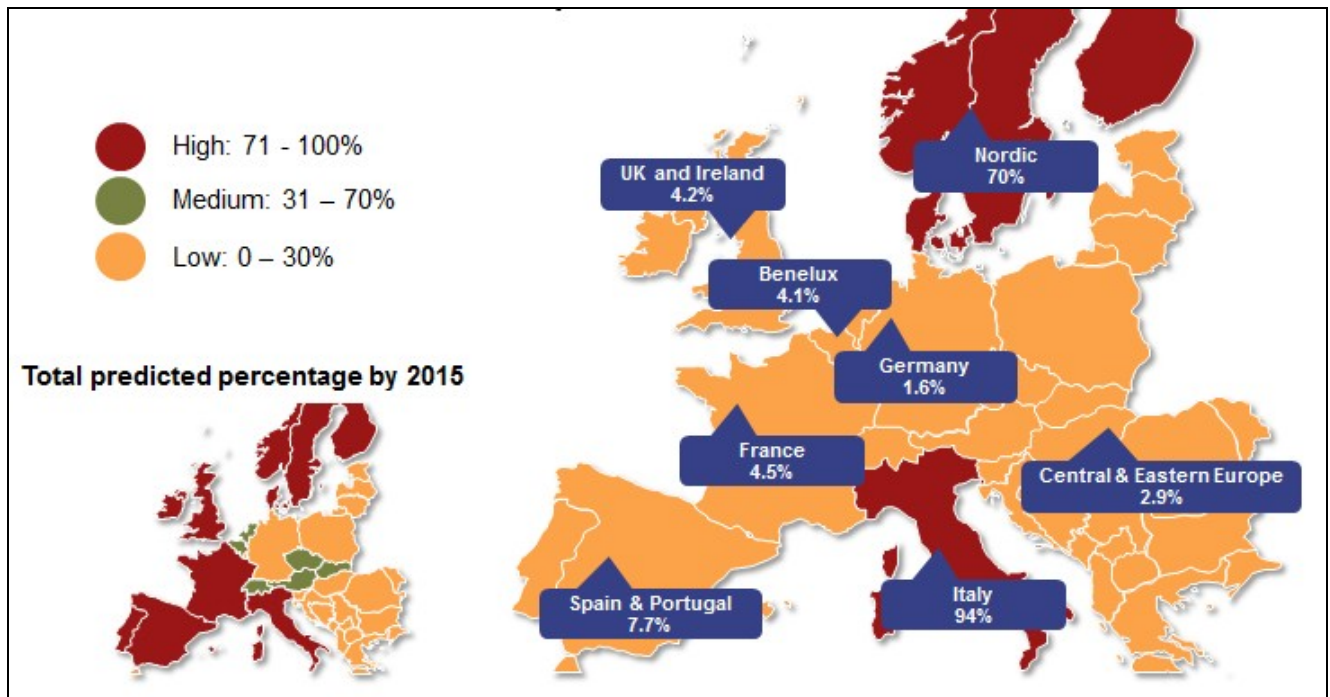 High: 71 - 100%
Medium: 31 – 70%
Low: 0 – 30%
Total predicted percentage by 2015
Nordic
70%
UK and Ireland
4.2%
Benelux
4.1%
Germany
1.6%
France
4.5%
Central & Eastern Europe
2.9%
Spain & Portugal
7.7%
Italy
94%